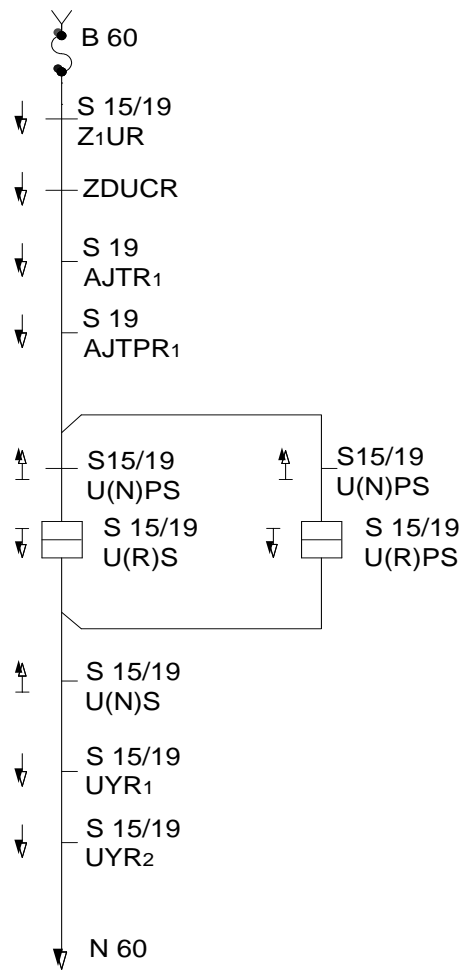 B 60
S 15/19
Z1UR
ZDUCR
S 19
AJTR1
S 19
AJTPR1
S15/19
U(N)PS
S15/19
U(N)PS
S 15/19
U(R)S
S 15/19
U(R)PS
S 15/19
U(N)S
S 15/19
UYR1
S 15/19
UYR2
N 60